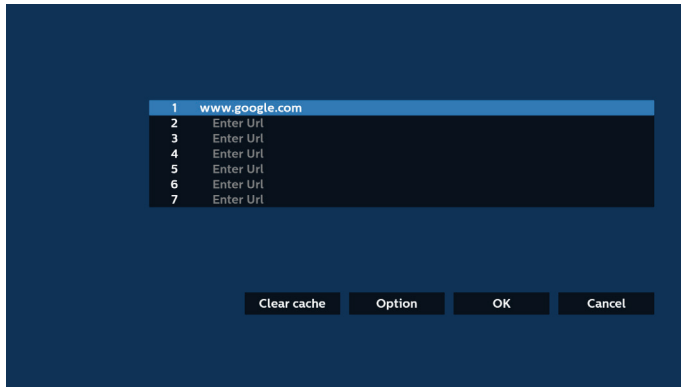 1 www.google.com
2 Enter Url
3 Enter Url
4 Enter Url
5 Enter Url
6 Enter Url
7 Enter Url
Clear cache Option OK Cancel